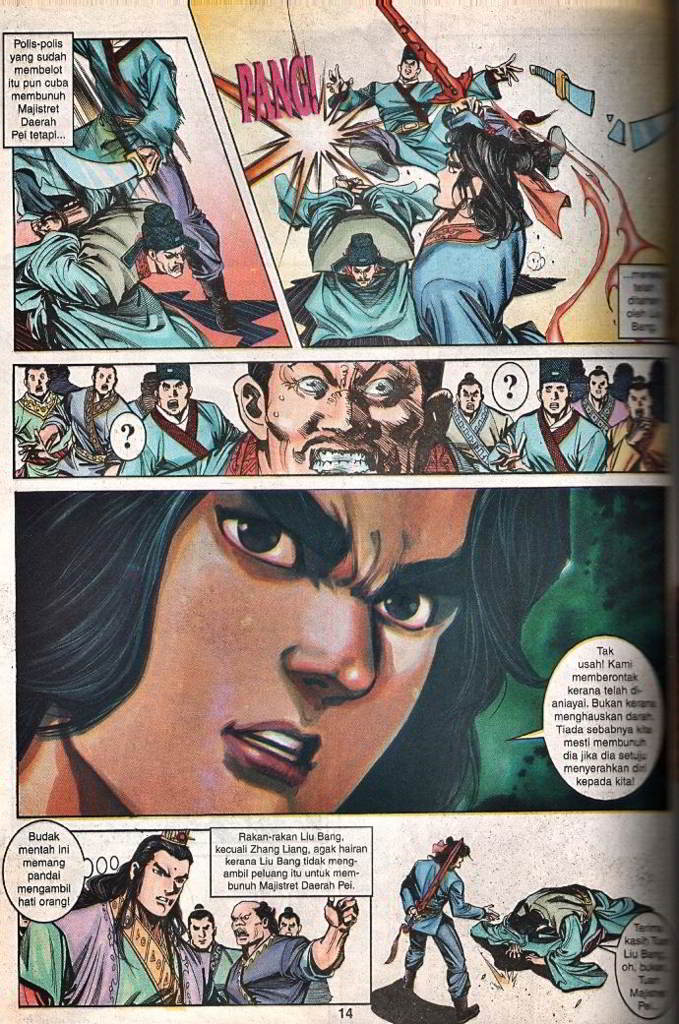 Polis-polis
yang sudah
membelot
itu pun cuba
membunuh
Majistret
Daerah
Pei tetapi...
PANG!
telah
oleh Liu
Bang.
?
?
Tak
usah! Kami
memberontak
kerana telah di-
aniayai. Bukan kerana
menghauskan darah.
Tiada sebabnya kita
mesti membunuh
dia jika dia setuju
menyerahkan diri
kepada kita!
Budak
mentah ini
memang
pandai
mengambil
hati orang!
OOO
Rakan-rakan Liu Bang,
kecuali Zhang Liang, agak hairan
kerana Liu Bang tidak meng-
ambil peluang itu untuk mem-
bunuh Majistret Daerah Pei.
Terima
kasih Tuan
Liu Bang,
oh, bukan,
Tuan
Majistret
Pei...
14